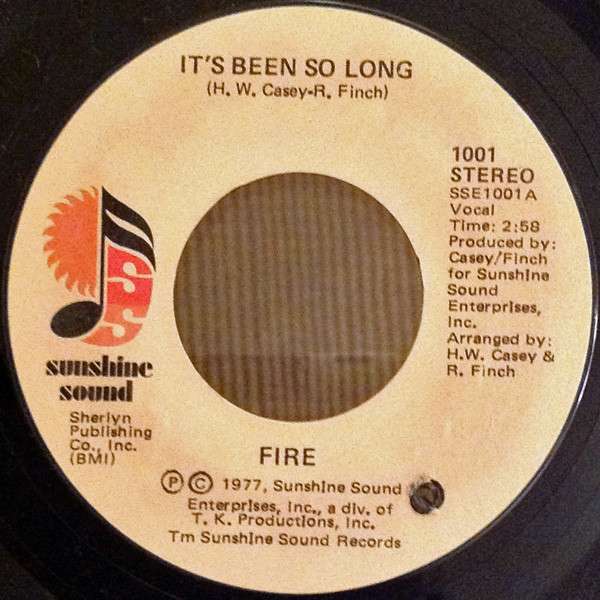 IT'S BEEN SO LONG
(H. W. Casey-R. Finch)
1001
STEREO
SSE1001A
Vocal
Time: 2:58
Produced by:
Casey/Finch
for Sunshine
Sound
Enterprises,
Inc.
Arranged by:
H.W. Casey &
R. Finch
SS
sunshine
sound
Sherlyn
Publishing
Co., Inc.
(BMI)
FIRE
Ⓟ © 1977, Sunshine Sound
Enterprises, Inc., a div. of
T. K. Productions, Inc.
Tm Sunshine Sound Records